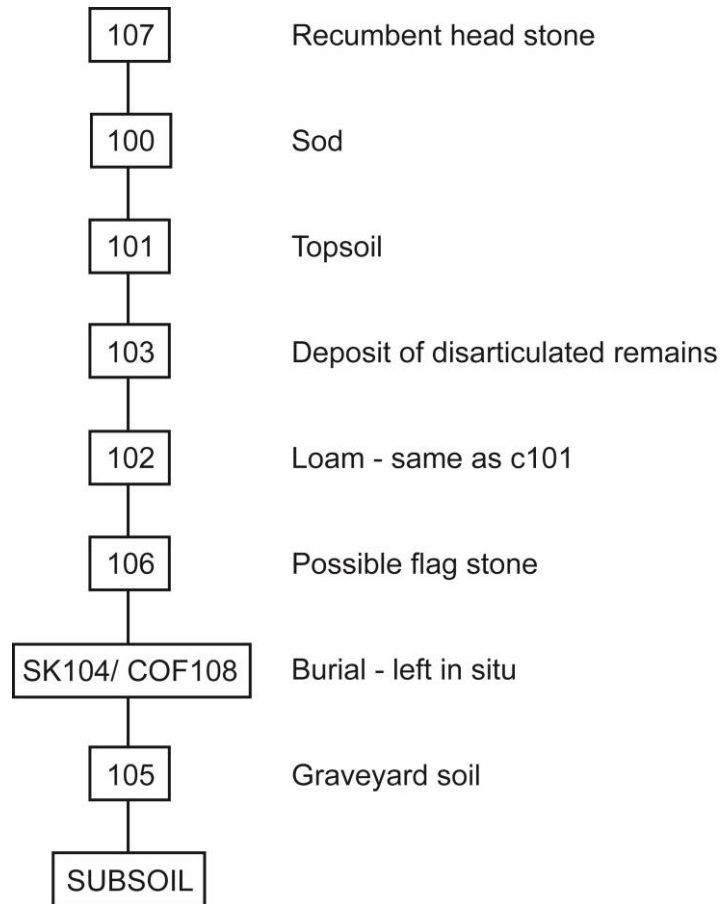 107 Recumbent head stone
100 Sod
101 Topsoil
103 Deposit of disarticulated remains
102 Loam - same as c101
106 Possible flag stone
SK104/ COF108 Burial - left in situ
105 Graveyard soil
SUBSOIL